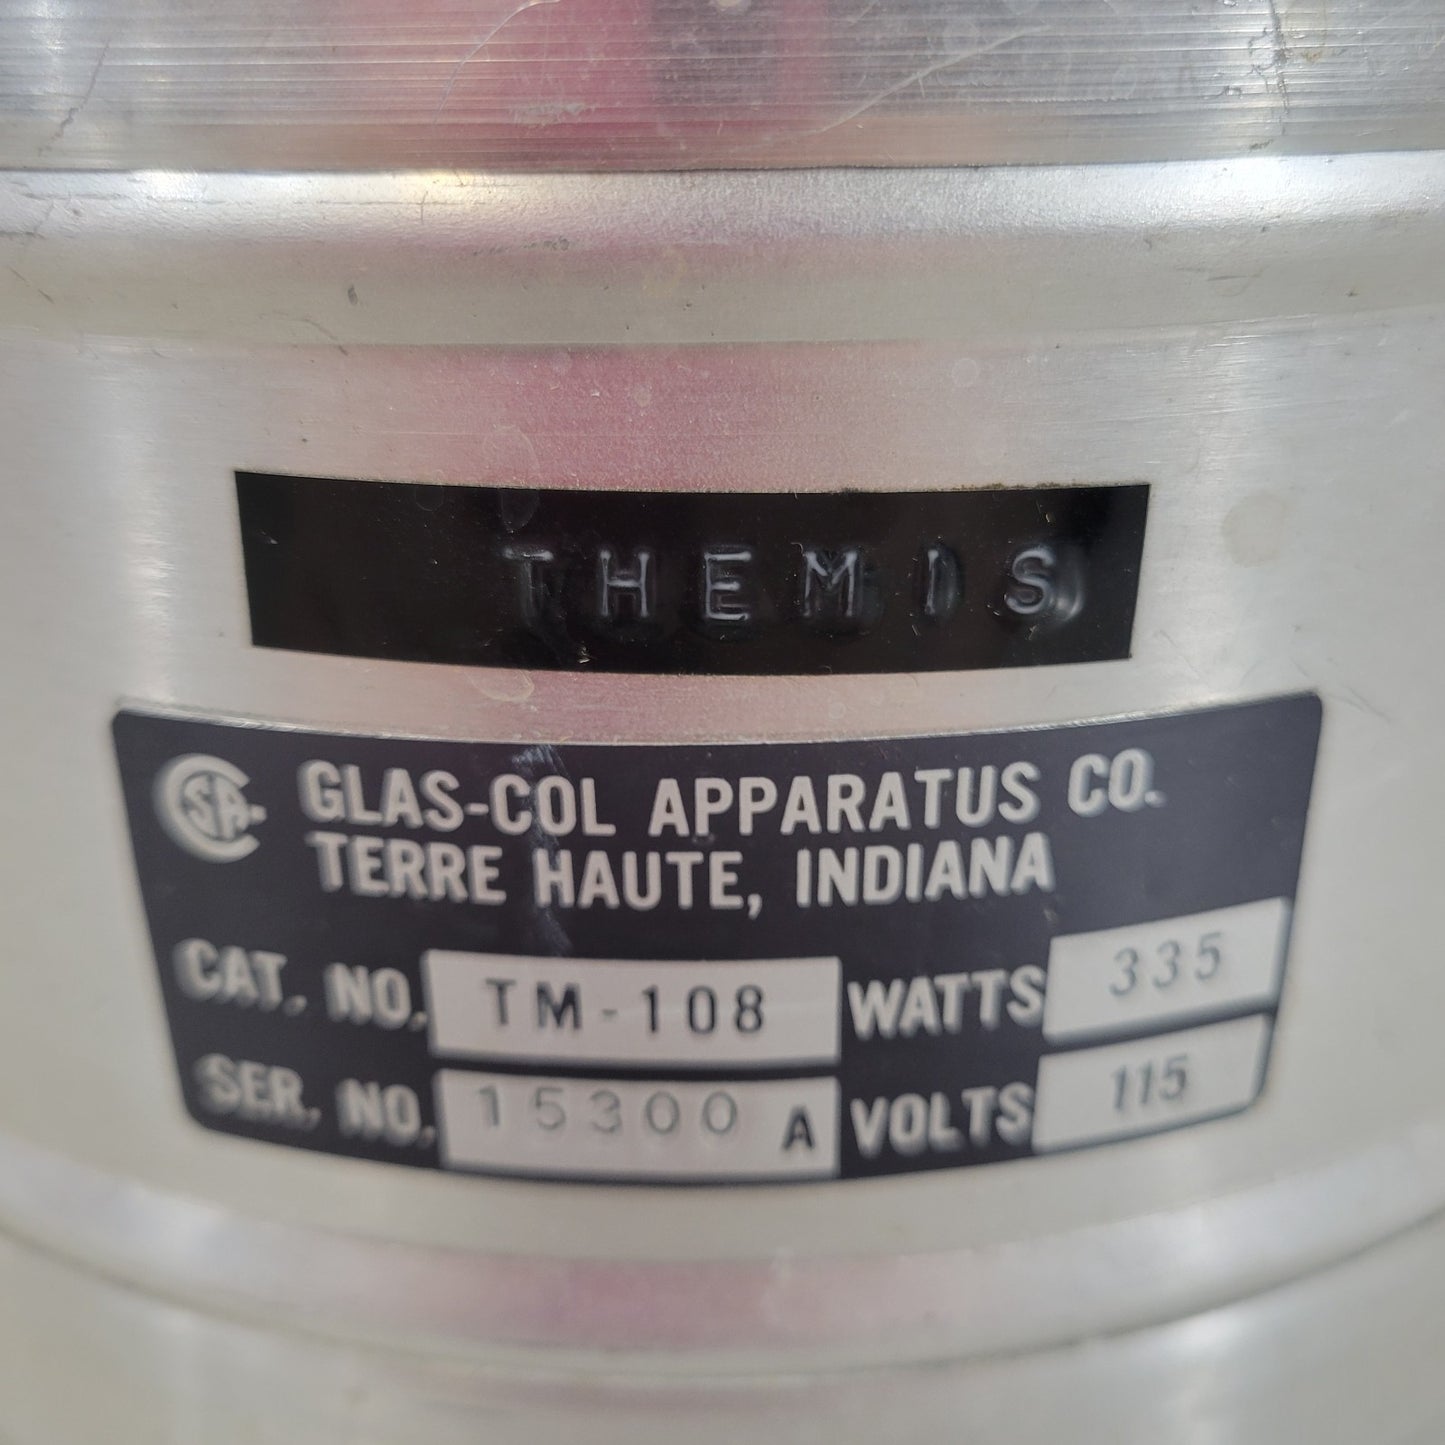 THEMIS
CSA. GLAS-COL APPARATUS CO.
TERRE HAUTE, INDIANA
CAT. NO. TM-108 WATTS 335
SER. NO. 15300 A VOLTS 115